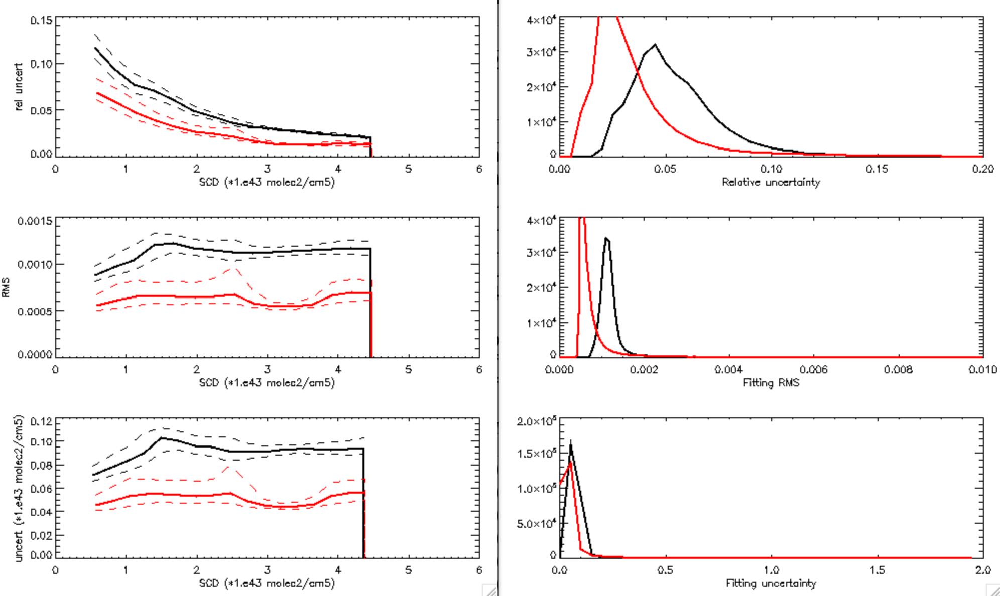 0.15
0.10
0.05
0.00
rel uncert
0 1 2 3 4 5 6
SCD (*1.e43 molec2/cm5)
4×10⁴
3×10⁴
2×10⁴
1×10⁴
0
0.00 0.05 0.10 0.15 0.20
Relative uncertainty
0.0015
0.0010
0.0005
0.0000
RMS
0 1 2 3 4 5 6
SCD (*1.e43 molec2/cm5)
4×10⁴
3×10⁴
2×10⁴
1×10⁴
0
0.000 0.002 0.004 0.006 0.008 0.010
Fitting RMS
0.12
0.10
0.08
0.06
0.04
0.02
0.00
uncert (*1.e43 molec2/cm5)
0 1 2 3 4 5 6
SCD (*1.e43 molec2/cm5)
2.0×10⁵
1.5×10⁵
1.0×10⁵
5.0×10⁴
0
0.0 0.5 1.0 1.5 2.0
Fitting uncertainty